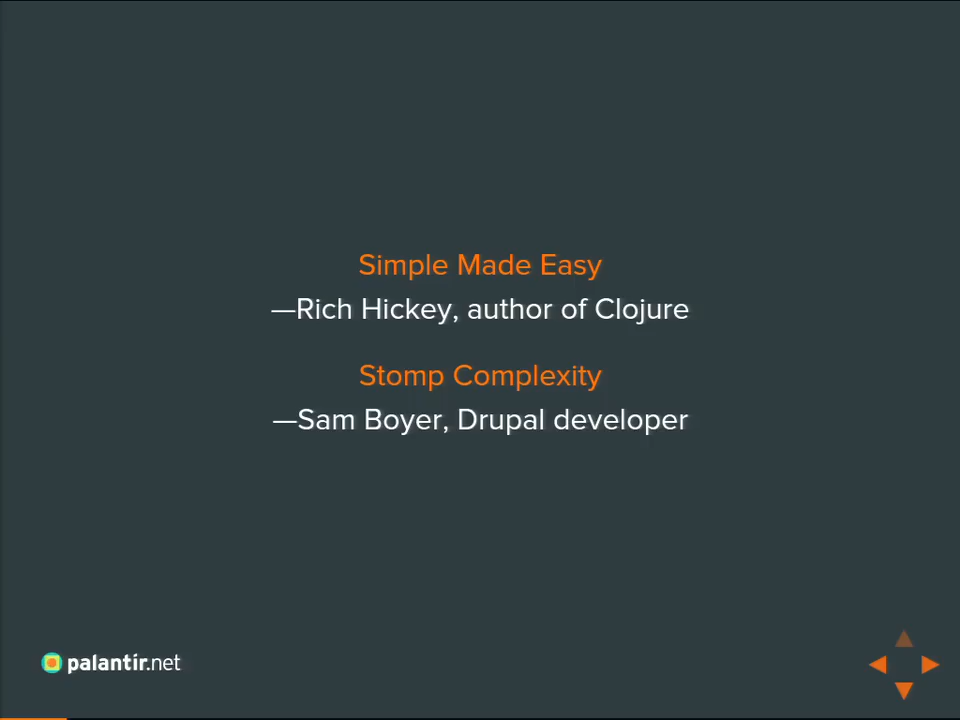 Simple Made Easy
—Rich Hickey, author of Clojure
Stomp Complexity
—Sam Boyer, Drupal developer
palantir.net